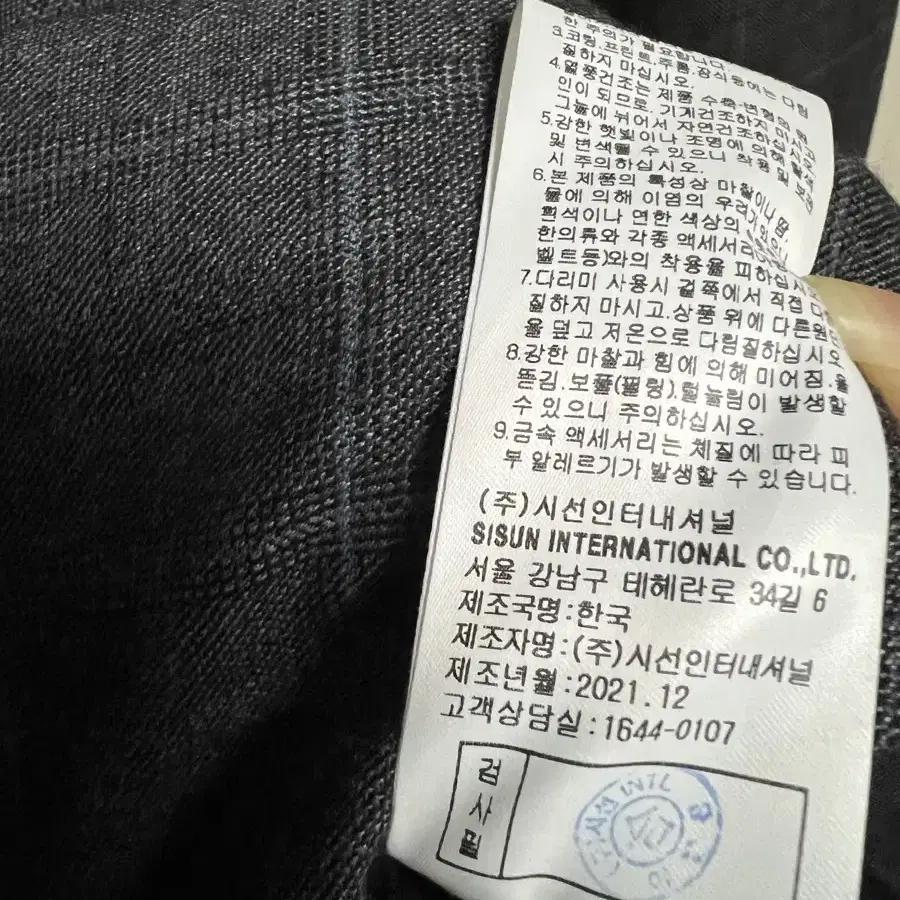 한 주의가 필요합니다.
3.코팅.프린트.주름.장식 등에는 다림
질하지 마십시오.
4.열풍건조는 제품 수축·변형의 원
인이 되므로, 기계건조하지 마시고
그늘에 뉘어서 자연건조하십시오.
5.강한 햇빛이나 조명에 의해
및 변색될 수 있으니 착용 및 보관
시 주의하십시오.
6.본 제품의 특성상 마찰이나 땀,
물에 의해 이염의 우려가 있으니
흰색이나 연한 색상의
한의류와 각종 액세서리
벨트등)와의 착용을 피하십시오
7.다리미 사용시 겉쪽에서 직접 다
질하지 마시고,상품 위에 다른원단
을 덮고 저온으로 다림질하십시오
8.강한 마찰과 힘에 의해 미어짐.올
뜯김.보풀(필링).털눌림이 발생할
수 있으니 주의하십시오.
9.금속 액세서리는 체질에 따라 피
부 알레르기가 발생할 수 있습니다.
(주)시선인터내셔널
SISUN INTERNATIONAL CO.,LTD.
서울 강남구 테헤란로 34길 6
제조국명:한국
제조자명:(주)시선인터내셔널
제조년월:2021.12
고객상담실:1644-0107
검사필
INTL